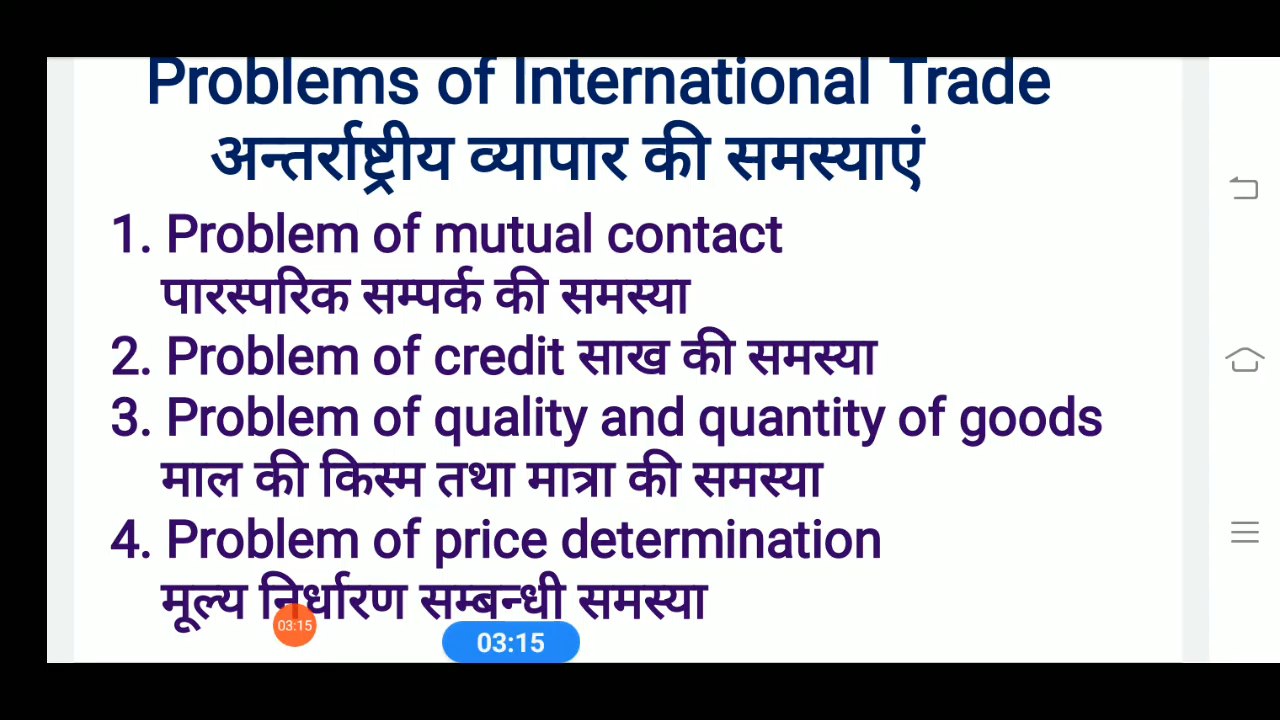 Problems of International Trade
अन्तर्राष्ट्रीय व्यापार की समस्याएं
1. Problem of mutual contact
पारस्परिक सम्पर्क की समस्या
2. Problem of credit साख की समस्या
3. Problem of quality and quantity of goods
माल की किस्म तथा मात्रा की समस्या
4. Problem of price determination
मूल्य निर्धारण सम्बन्धी समस्या
03:15
03:15